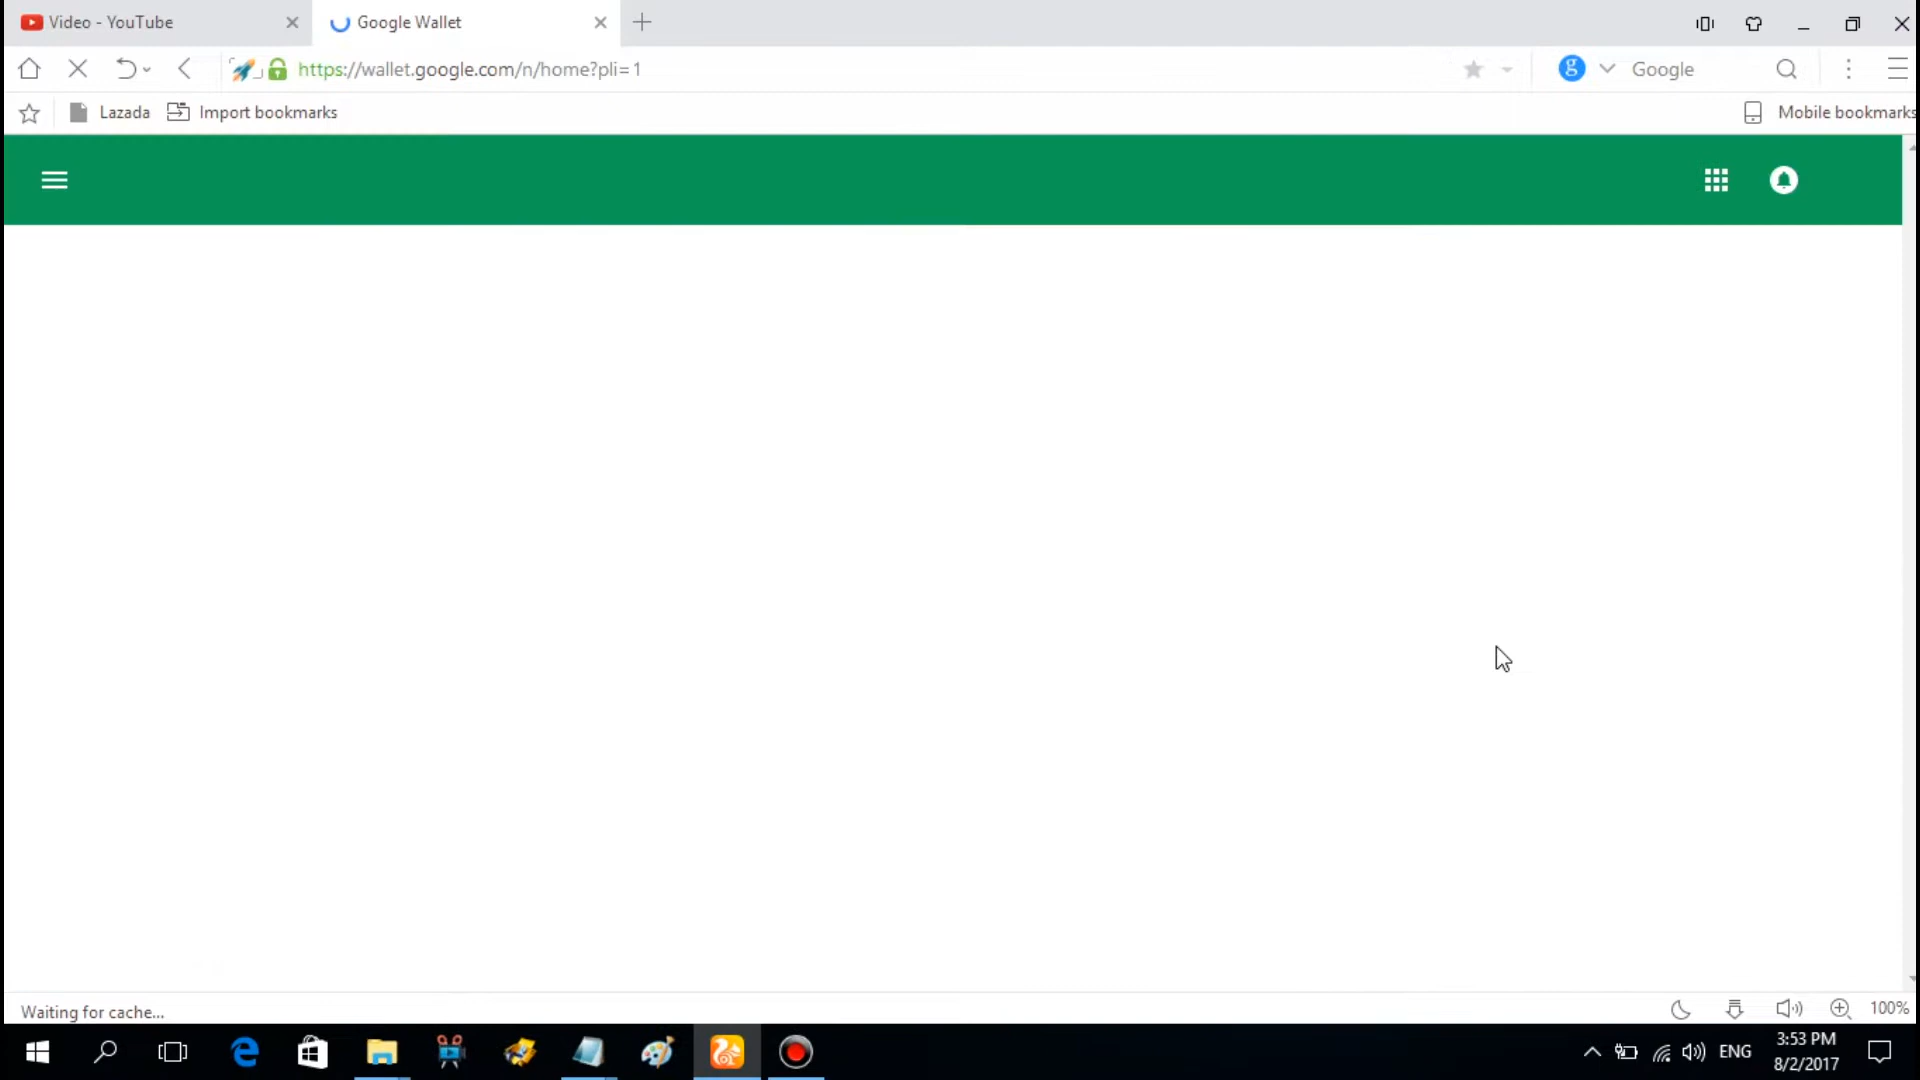 Video - YouTube
Google Wallet
https://wallet.google.com/n/home?pli=1
g
Google
Lazada
Import bookmarks
Mobile bookmarks
Waiting for cache...
100%
ENG
3:53 PM
8/2/2017